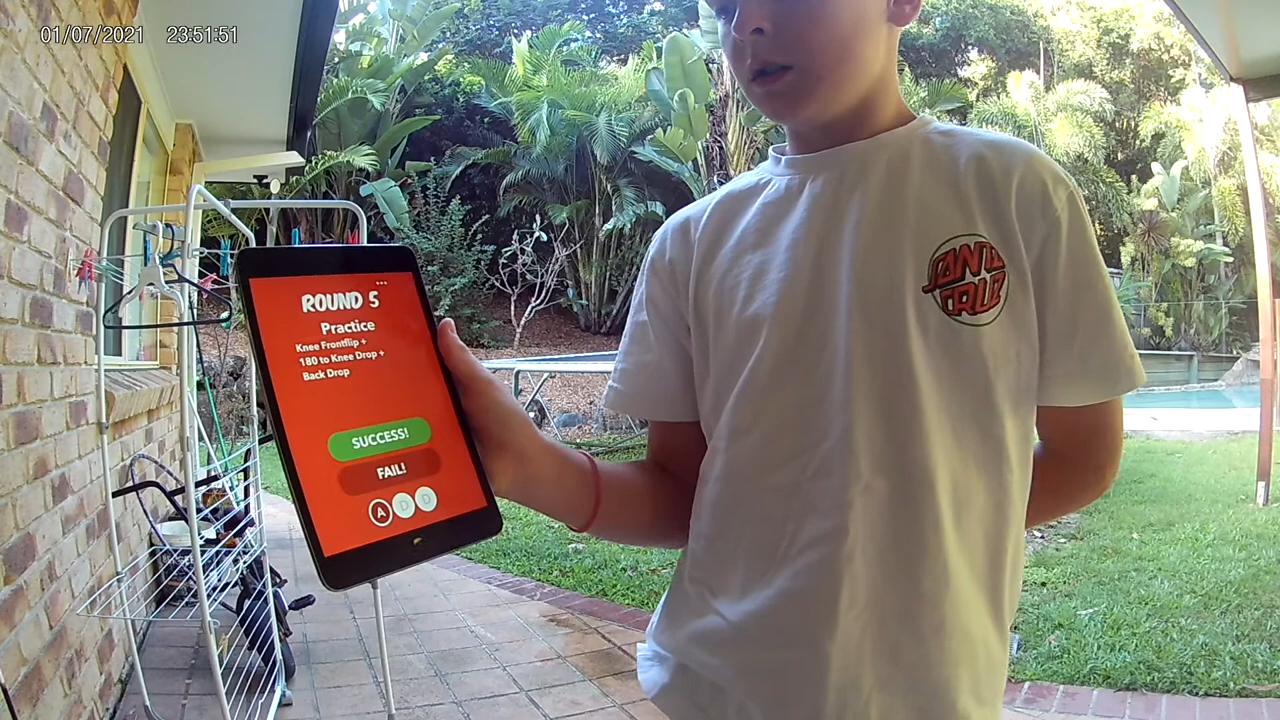 01/07/2021 23:51:51
ROUND 5
Practice
Knee Frontflip +
180 to Knee Drop +
Back Drop
SUCCESS!
FAIL!
A D D
SANTA
CRUZ